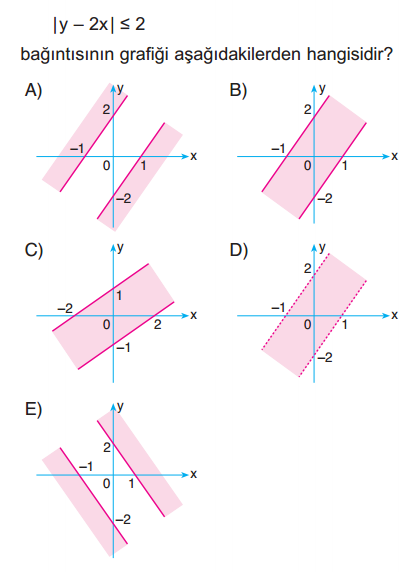 |y – 2x| ≤ 2
bağıntısının grafiği aşağıdakilerden hangisidir?
A) y 2 –1 0 1 x –2
B) y 2 –1 0 1 x –2
C) y –2 1 0 2 x –1
D) y 2 –1 0 1 x –2
E) y 2 –1 0 1 x –2